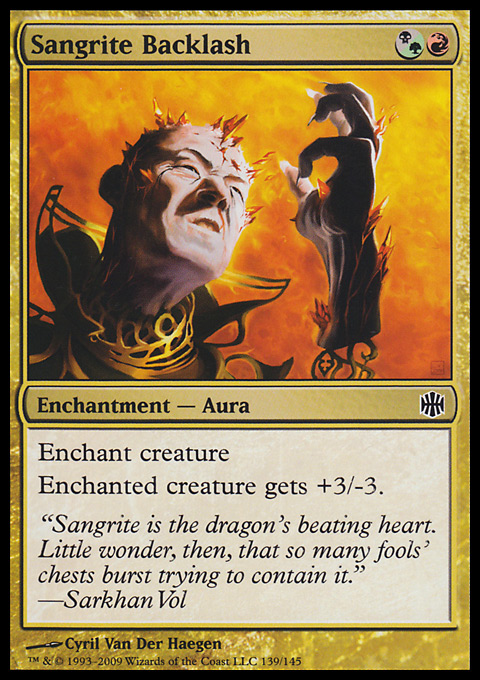 Sangrite Backlash
Enchantment — Aura
Enchant creature
Enchanted creature gets +3/-3.
“Sangrite is the dragon’s beating heart.
Little wonder, then, that so many fools’
chests burst trying to contain it.”
—Sarkhan Vol
Cyril Van Der Haegen
™ & © 1993–2009 Wizards of the Coast LLC 139/145